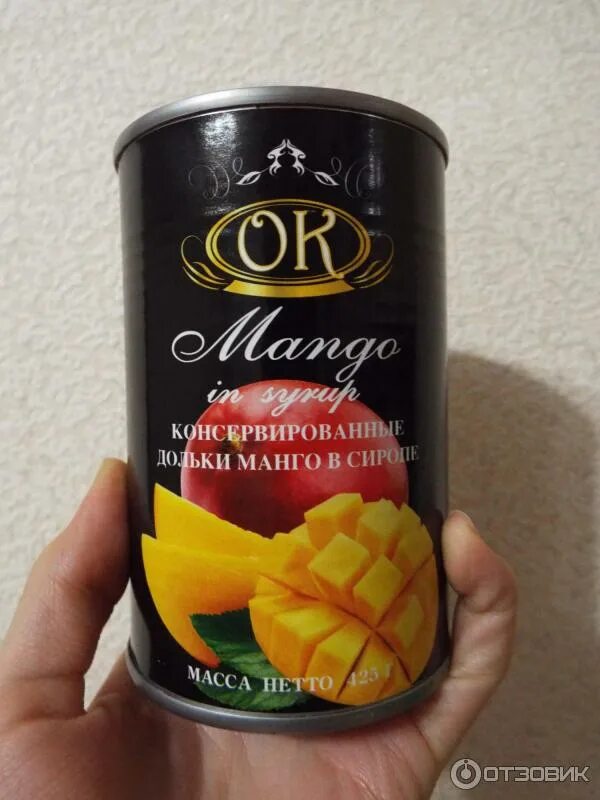 OK
Mango
in syrup
КОНСЕРВИРОВАННЫЕ
ДОЛЬКИ МАНГО В СИРОПЕ
МАССА НЕТТО 425 Г
ОТЗОВИК